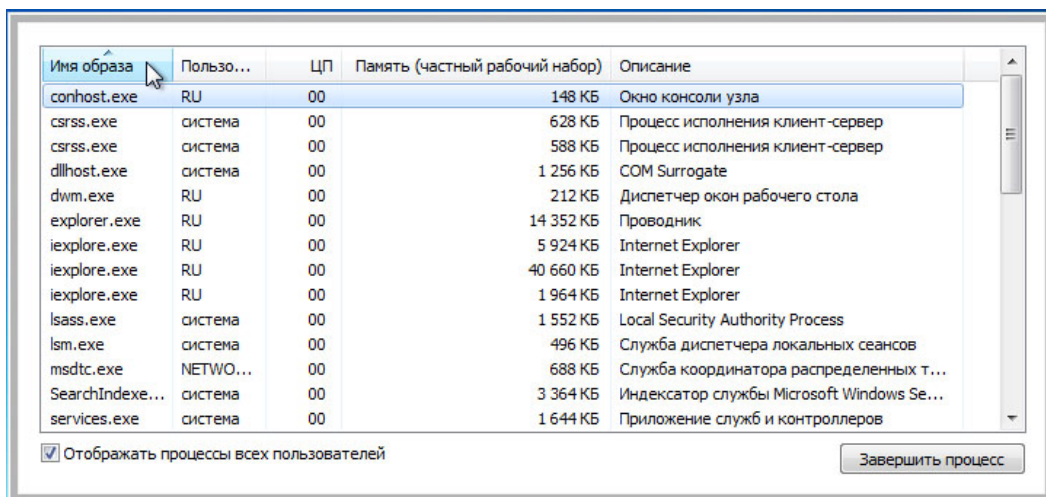 Имя образа Пользо... ЦП Память (частный рабочий набор) Описание
conhost.exe RU 00 148 КБ Окно консоли узла
csrss.exe система 00 628 КБ Процесс исполнения клиент-сервер
csrss.exe система 00 588 КБ Процесс исполнения клиент-сервер
dllhost.exe система 00 1 256 КБ COM Surrogate
dwm.exe RU 00 212 КБ Диспетчер окон рабочего стола
explorer.exe RU 00 14 352 КБ Проводник
iexplore.exe RU 00 5 924 КБ Internet Explorer
iexplore.exe RU 00 40 660 КБ Internet Explorer
iexplore.exe RU 00 1 964 КБ Internet Explorer
lsass.exe система 00 1 552 КБ Local Security Authority Process
lsm.exe система 00 496 КБ Служба диспетчера локальных сеансов
msdtc.exe NETWO... 00 688 КБ Служба координатора распределенных т...
SearchIndexe... система 00 3 364 КБ Индексатор службы Microsoft Windows Se...
services.exe система 00 1 644 КБ Приложение служб и контроллеров
Отображать процессы всех пользователей Завершить процесс